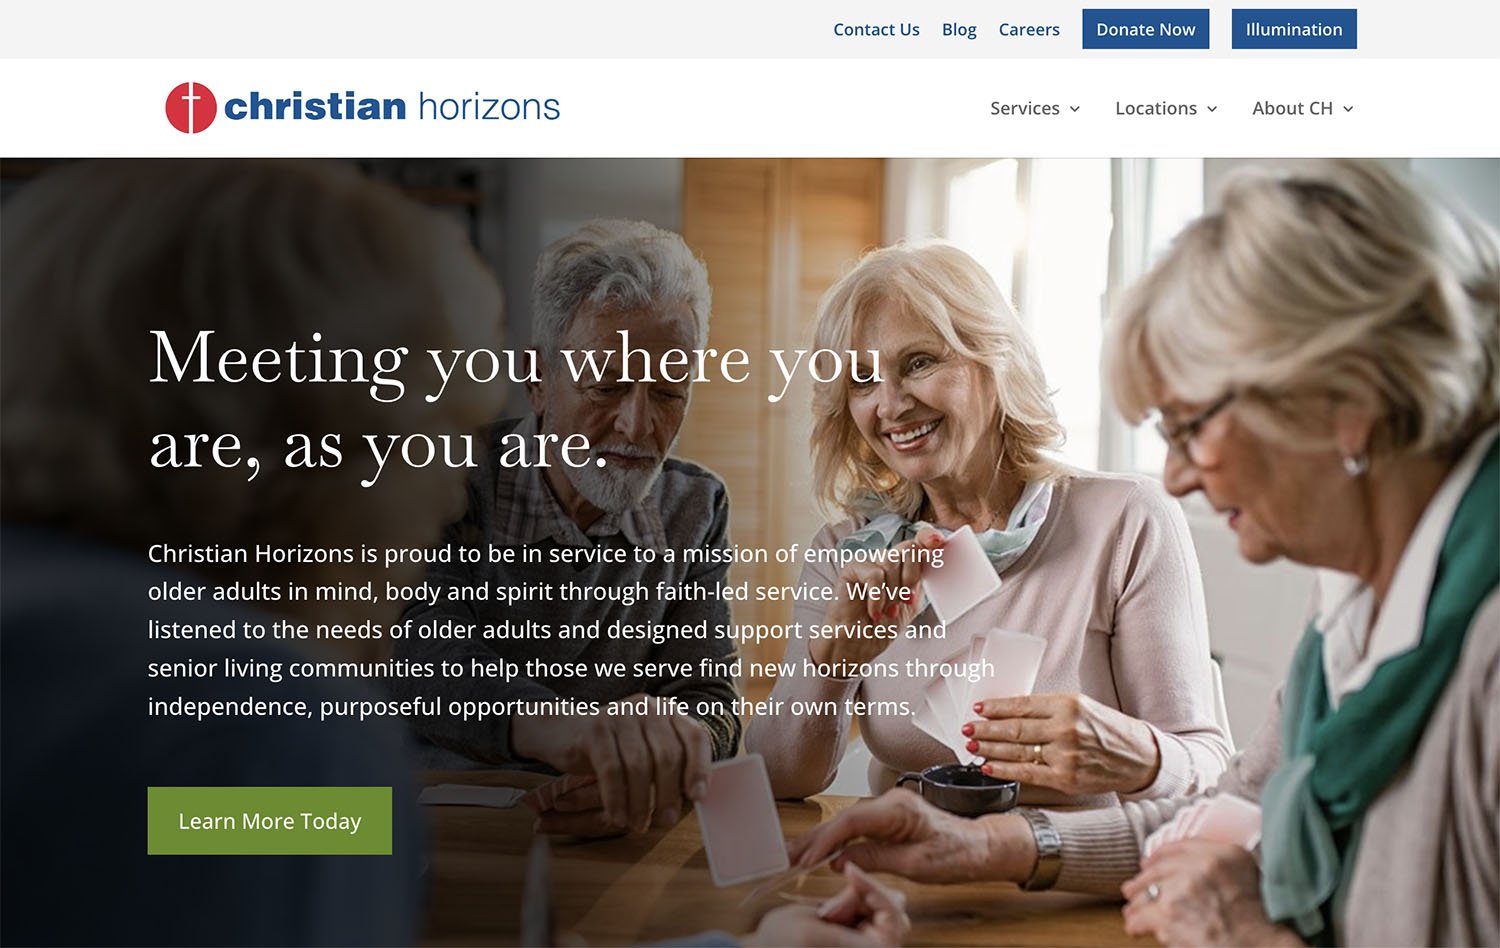 Contact Us Blog Careers Donate Now Illumination
christian horizons
Services Locations About CH
Meeting you where you
are, as you are.
Christian Horizons is proud to be in service to a mission of empowering
older adults in mind, body and spirit through faith-led service. We’ve
listened to the needs of older adults and designed support services and
senior living communities to help those we serve find new horizons through
independence, purposeful opportunities and life on their own terms.
Learn More Today